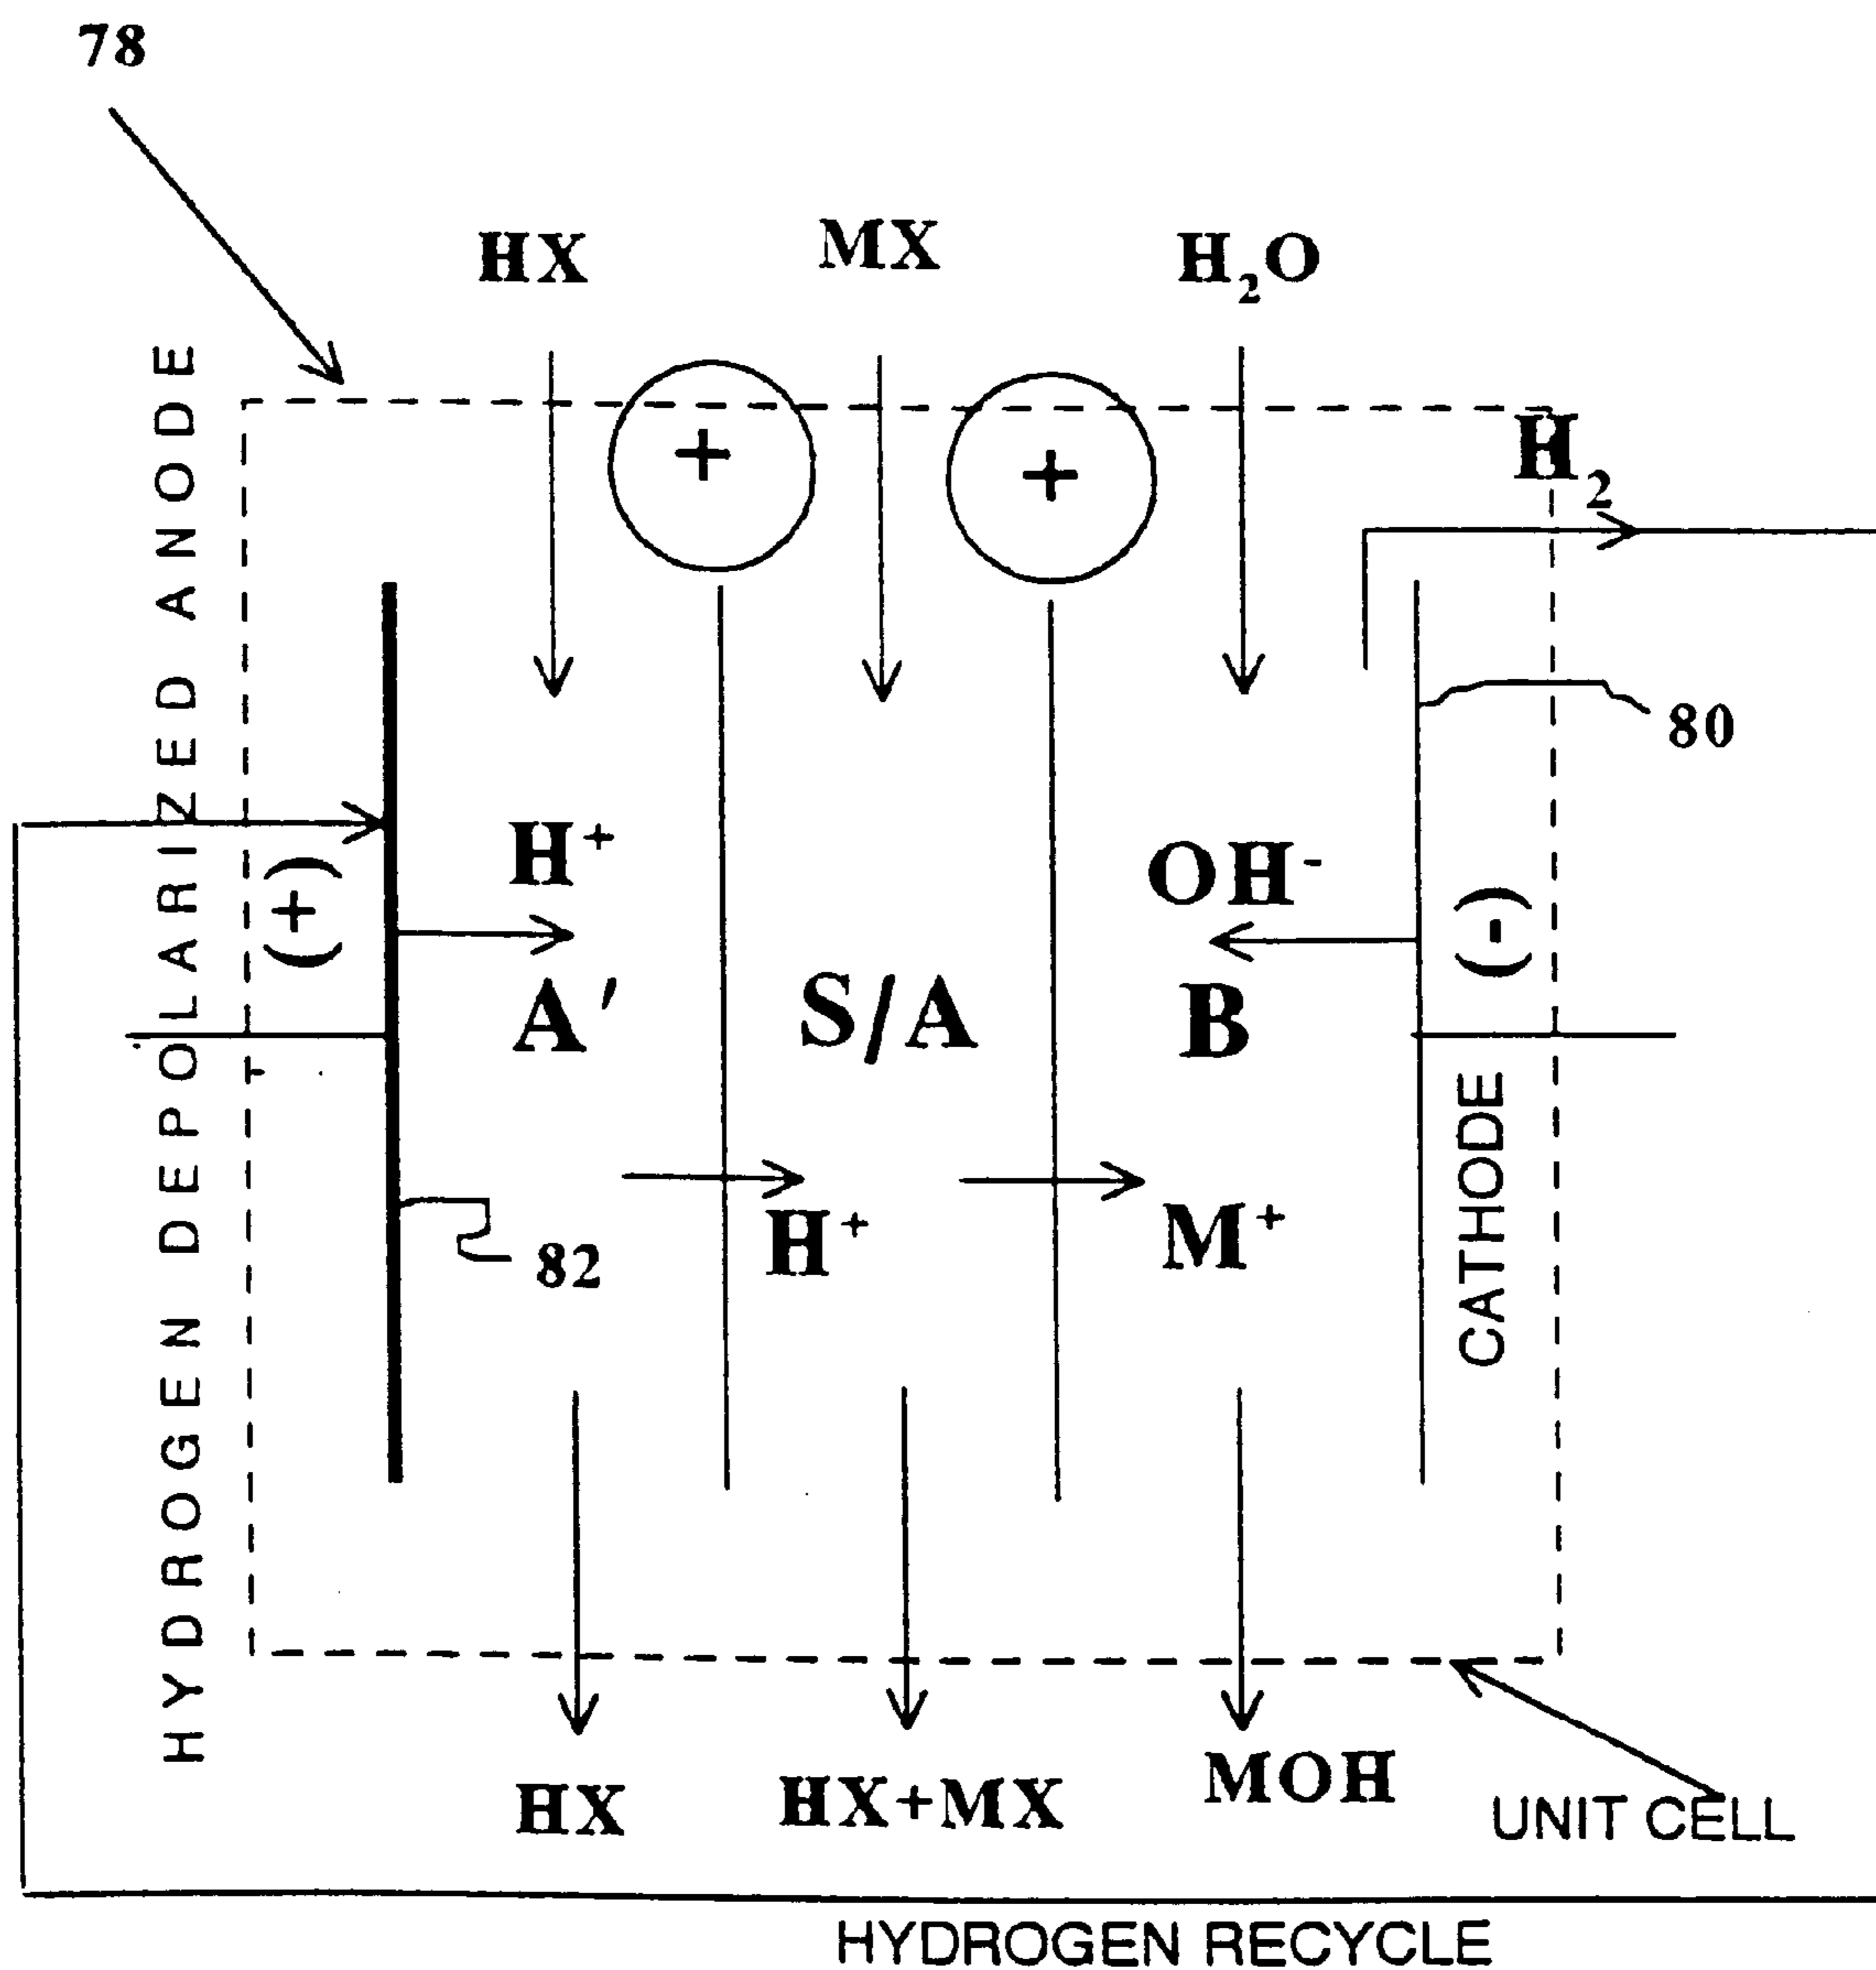 78
HX
MX
H₂O
+
+
H₂
80
HYDROGEN DEPOLARIZED ANODE
(+)
H⁺
OH⁻
(-)
A'
S/A
B
CATHODE
H⁺
M⁺
82
HX
HX+MX
MOH
UNIT CELL
HYDROGEN RECYCLE